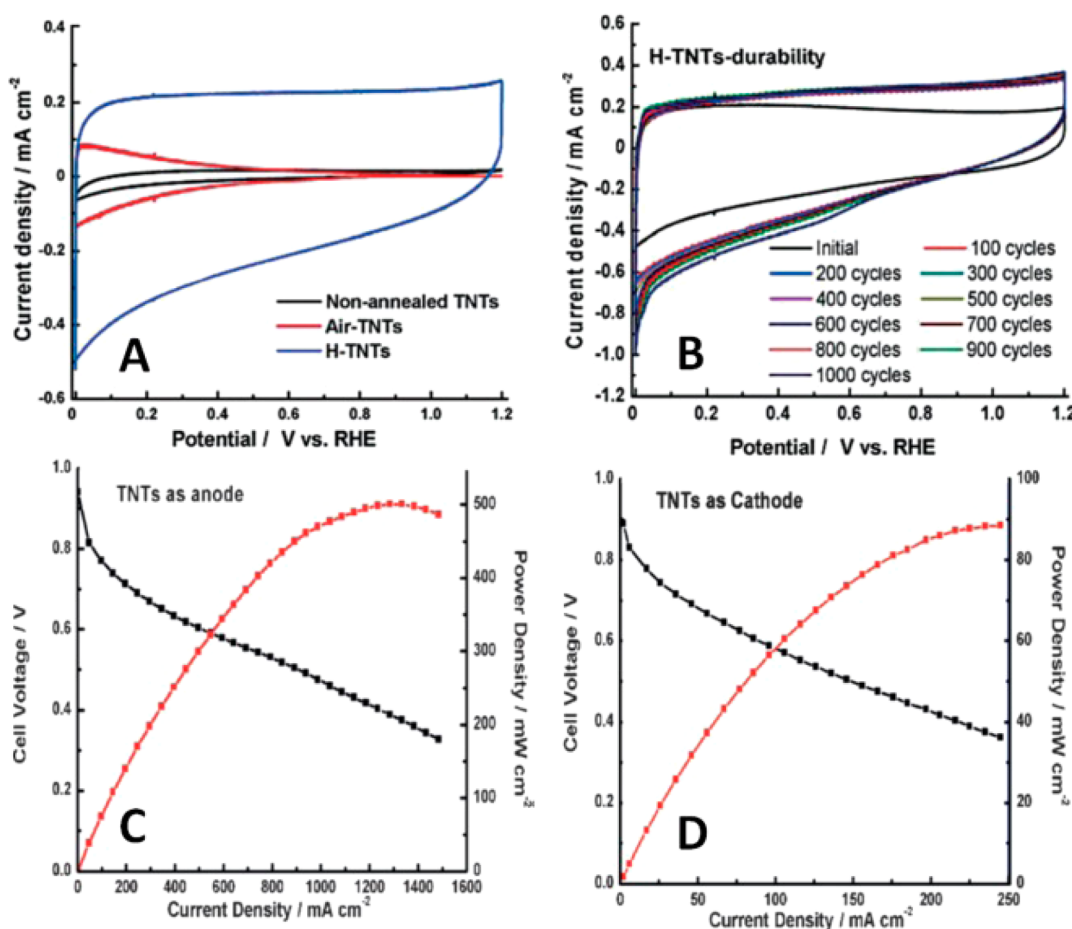 Current density / mA cm-2
0.4
0.2
0
-0.2
-0.4
-0.6
Non-annealed TNTs
Air-TNTs
H-TNTs
A
0
0.2
0.4
0.6
0.8
1.0
1.2
Potential / V vs. RHE
Current denisity / mA cm-2
H-TNTs-durability
0.6
0.4
0.2
0
-0.2
-0.4
-0.6
-0.8
-1.0
-1.2
Initial
100 cycles
200 cycles
300 cycles
400 cycles
500 cycles
600 cycles
700 cycles
800 cycles
900 cycles
1000 cycles
B
0
0.2
0.4
0.6
0.8
1.0
1.2
Potential / V vs. RHE
Cell Voltage / V
1.0
0.8
0.6
0.4
0.2
0.0
TNTs as anode
C
500
400
300
200
100
0
Power Density / mW cm-2
0
200
400
600
800
1000
1200
1400
1600
Current Density / mA cm-2
Cell Voltage / V
1.0
0.8
0.6
0.4
0.2
0.0
TNTs as Cathode
D
100
80
60
40
20
0
Power Density / mW cm-2
0
50
100
150
200
250
Current Density / mA cm-2